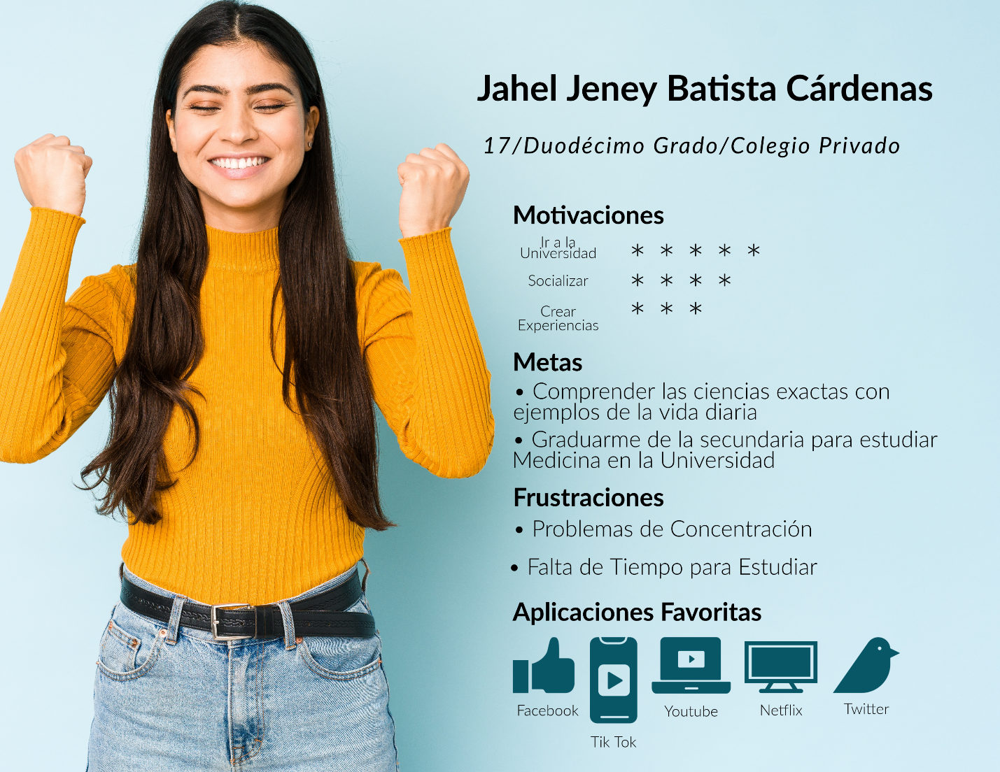 Jahel Jeney Batista Cárdenas
17/Duodécimo Grado/Colegio Privado
Motivaciones
Ir a la
Universidad * * * * *
Socializar * * * *
Crear
Experiencias * * *
Metas
• Comprender las ciencias exactas con
ejemplos de la vida diaria
• Graduarme de la secundaria para estudiar
Medicina en la Universidad
Frustraciones
• Problemas de Concentración
• Falta de Tiempo para Estudiar
Aplicaciones Favoritas
Facebook
Tik Tok
Youtube
Netflix
Twitter